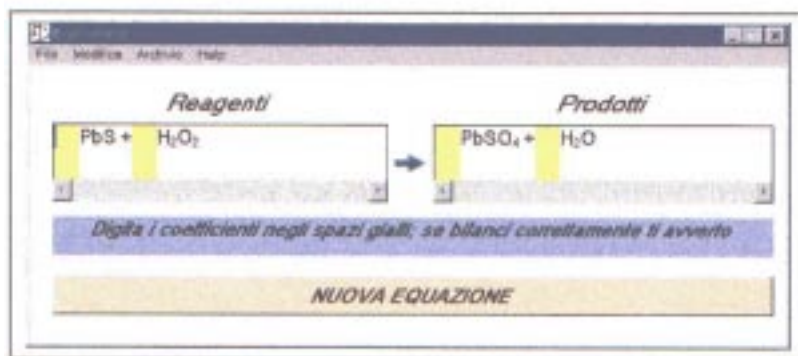 File Modifica Archivio Help
Reagenti Prodotti
PbS + H₂O₂ PbSO₄ + H₂O
Digita i coefficienti negli spazi gialli; se bilanci correttamente ti avverto
NUOVA EQUAZIONE